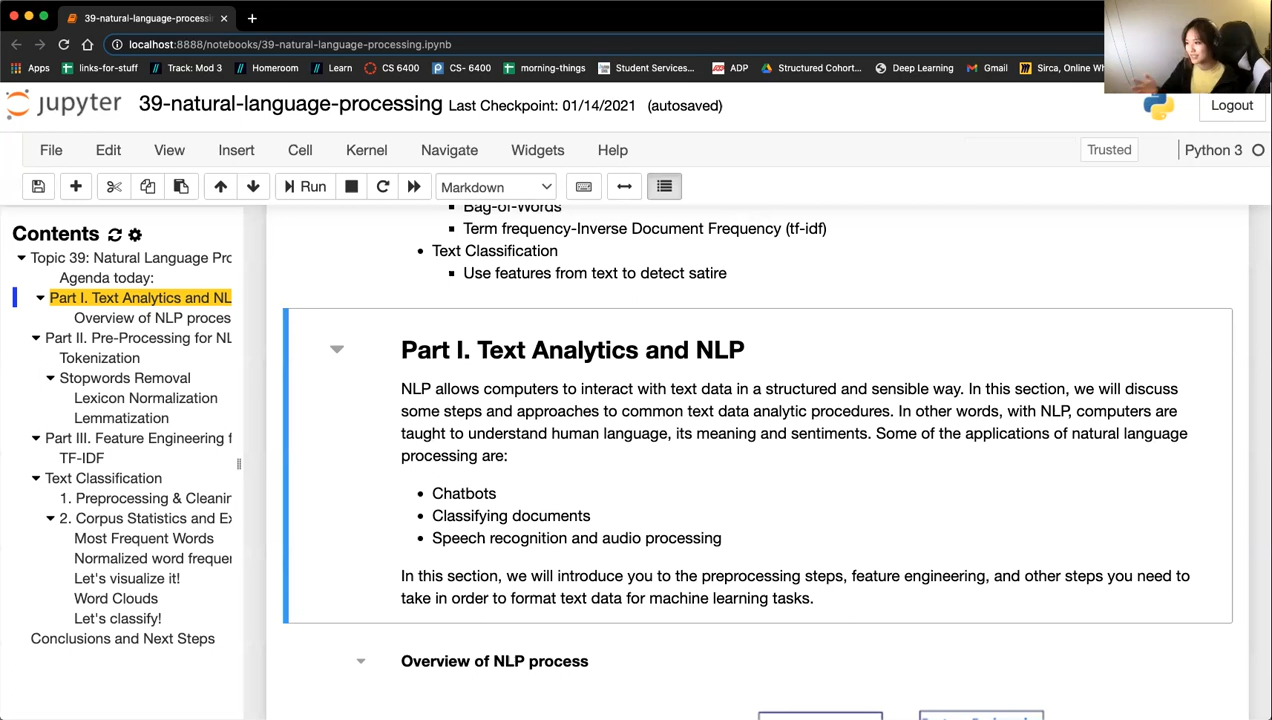 39-natural-language-processin
localhost:8888/notebooks/39-natural-language-processing.ipynb
Apps links-for-stuff Track: Mod 3 Homeroom Learn CS 6400 CS- 6400 morning-things Student Services... ADP Structured Cohort... Deep Learning Gmail Sirca, Online Wh
jupyter 39-natural-language-processing Last Checkpoint: 01/14/2021 (autosaved) Logout
File Edit View Insert Cell Kernel Navigate Widgets Help Trusted Python 3
Run Markdown
Contents
Topic 39: Natural Language Prc
Agenda today:
Part I. Text Analytics and NL
Overview of NLP proces
Part II. Pre-Processing for NL
Tokenization
Stopwords Removal
Lexicon Normalization
Lemmatization
Part III. Feature Engineering f
TF-IDF
Text Classification
1. Preprocessing & Cleanin
2. Corpus Statistics and Ex
Most Frequent Words
Normalized word frequer
Let's visualize it!
Word Clouds
Let's classify!
Conclusions and Next Steps
Bag-of-Words
Term frequency-Inverse Document Frequency (tf-idf)
Text Classification
Use features from text to detect satire
Part I. Text Analytics and NLP
NLP allows computers to interact with text data in a structured and sensible way. In this section, we will discuss
some steps and approaches to common text data analytic procedures. In other words, with NLP, computers are
taught to understand human language, its meaning and sentiments. Some of the applications of natural language
processing are:
Chatbots
Classifying documents
Speech recognition and audio processing
In this section, we will introduce you to the preprocessing steps, feature engineering, and other steps you need to
take in order to format text data for machine learning tasks.
Overview of NLP process